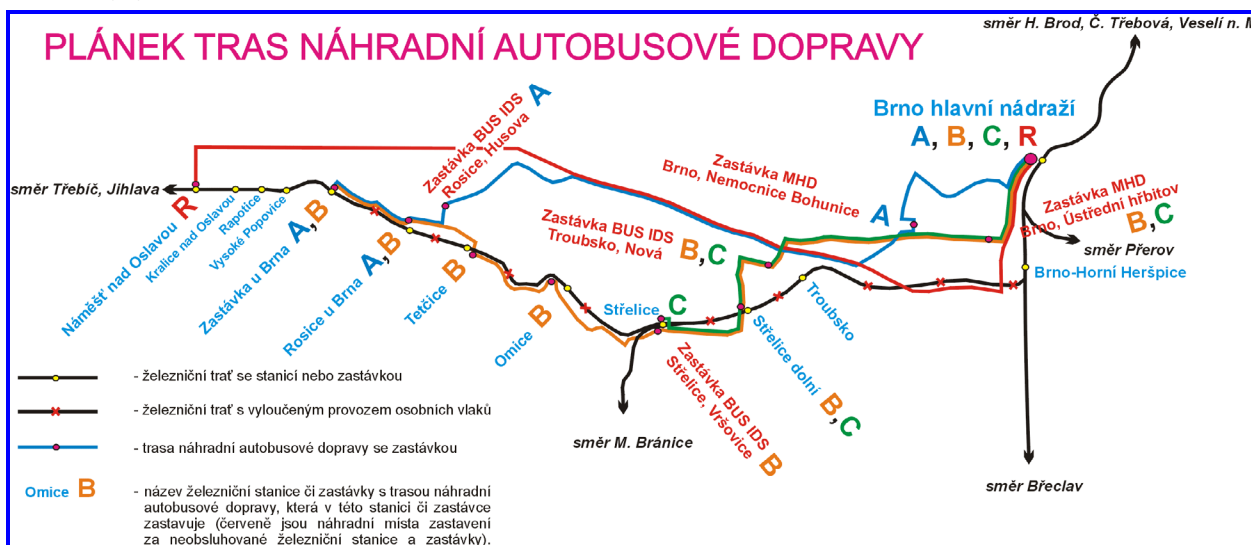 PLÁNEK TRAS NÁHRADNÍ AUTOBUSOVÉ DOPRAVY
směr H. Brod, Č. Třebová, Veselí n. M
Brno hlavní nádraží
A, B, C, R
Zastávka BUS IDS
Rosice, Husova
A
Zastávka MHD
Brno, Nemocnice Bohunice
A
Zastávka MHD
Brno, Ústřední hřbitov
B,C
směr Přerov
Brno-Horní Heršpice
Zastávka BUS IDS
Troubsko, Nová
B,C
směr Třebíč, Jihlava
Náměšť nad Oslavou R
Kralice nad Oslavou
Rapotice
Vysoké Popovice
Zastávka u Brna A,B
Rosice u Brna A,B
Tetčice B
Omice B
Střelice C
Zastávka BUS IDS
Střelice, Vršovice
B
Střelice dolní B,C
Troubsko
směr M. Bránice
směr Břeclav
- železniční trať se stanicí nebo zastávkou
- železniční trať s vyloučeným provozem osobních vlaků
- trasa náhradní autobusové dopravy se zastávkou
Omice B
- název železniční stanice či zastávky s trasou náhradní
autobusové dopravy, která v této stanici či zastávce
zastavuje (červeně jsou náhradní místa zastavení
za neobsluhované železniční stanice a zastávky).